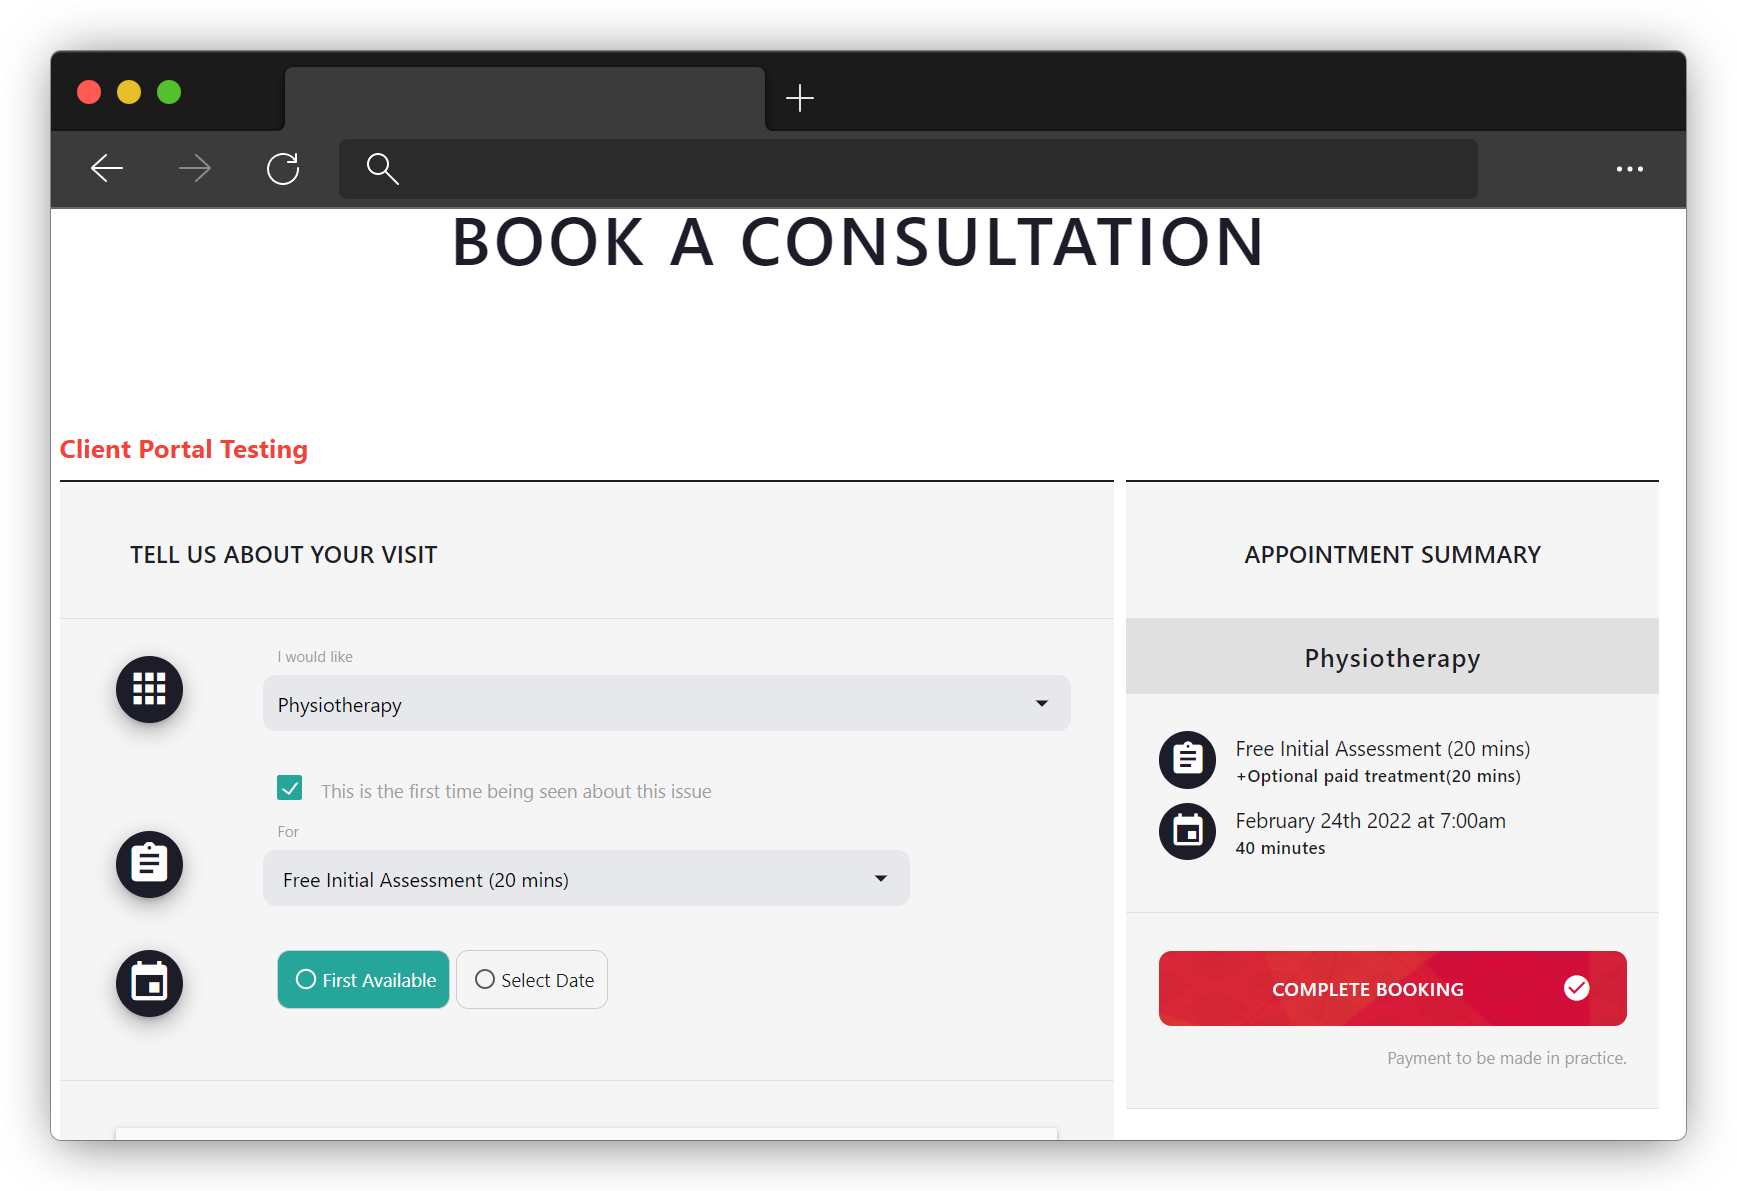 BOOK A CONSULTATION
Client Portal Testing
TELL US ABOUT YOUR VISIT
I would like
Physiotherapy
This is the first time being seen about this issue
For
Free Initial Assessment (20 mins)
First Available
Select Date
APPOINTMENT SUMMARY
Physiotherapy
Free Initial Assessment (20 mins)
+Optional paid treatment(20 mins)
February 24th 2022 at 7:00am
40 minutes
COMPLETE BOOKING
Payment to be made in practice.